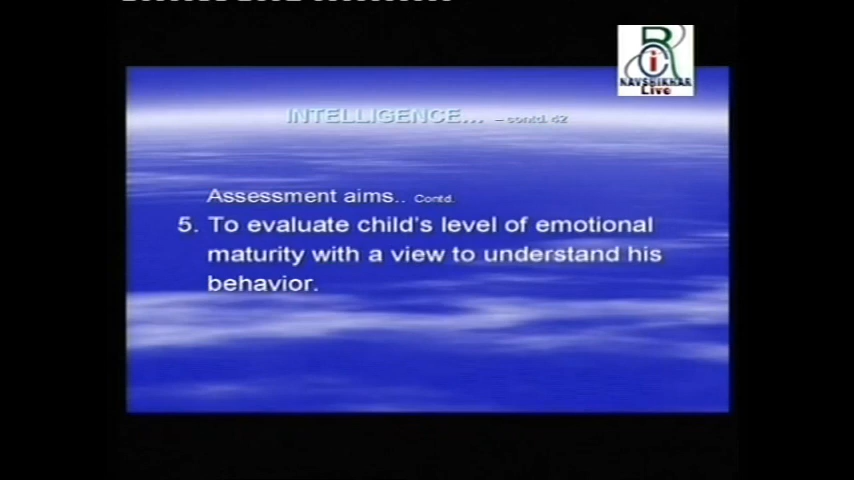 RCi
NAVSHIKHAR
Live
INTELLIGENCE... – contd. 42
Assessment aims.. Contd.
5. To evaluate child's level of emotional
maturity with a view to understand his
behavior.